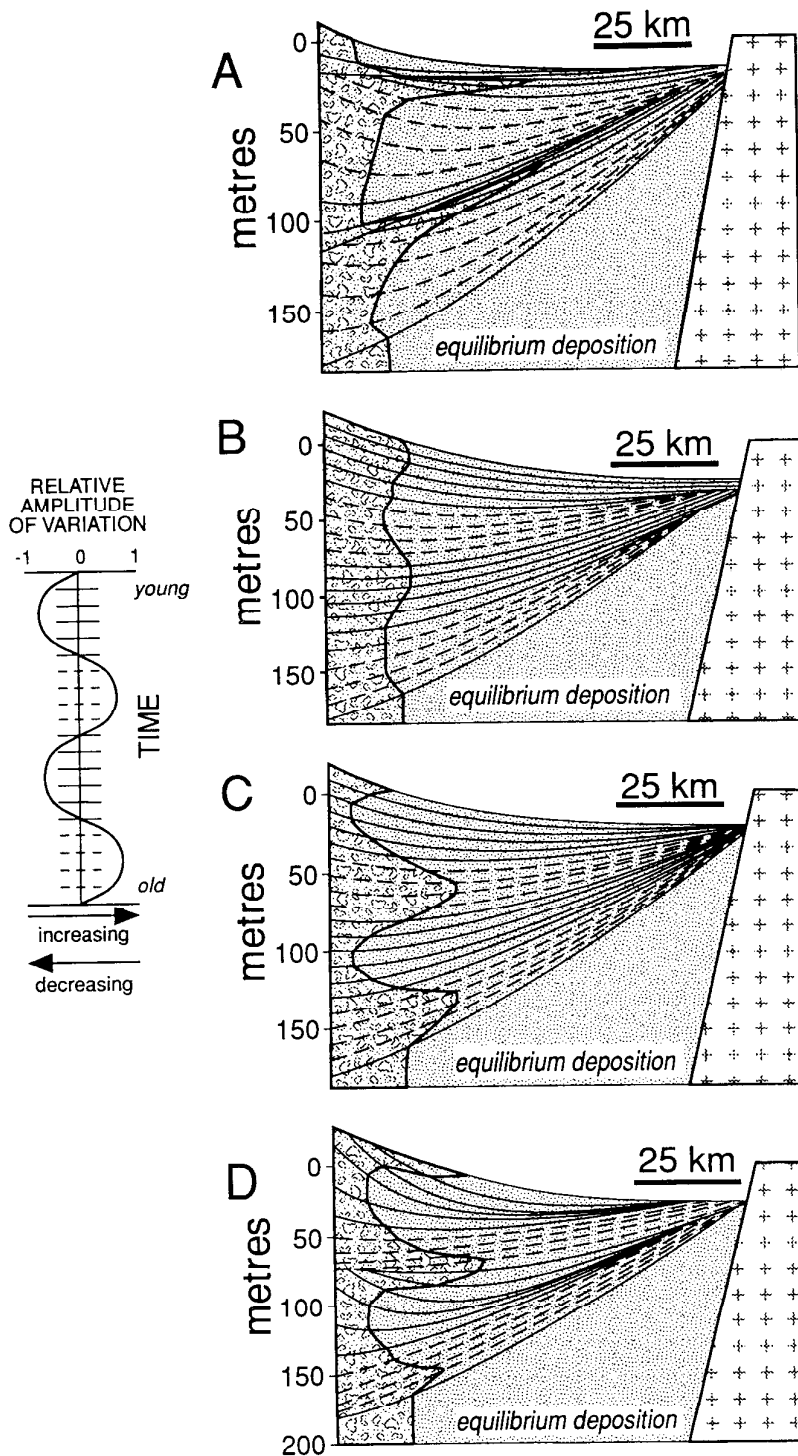 A
25 km
metres
0
50
100
150
equilibrium deposition
B
25 km
metres
0
50
100
150
equilibrium deposition
RELATIVE
AMPLITUDE
OF VARIATION
-1 0 1
young
TIME
old
increasing
decreasing
C
25 km
metres
0
50
100
150
equilibrium deposition
D
25 km
metres
0
50
100
150
200
equilibrium deposition